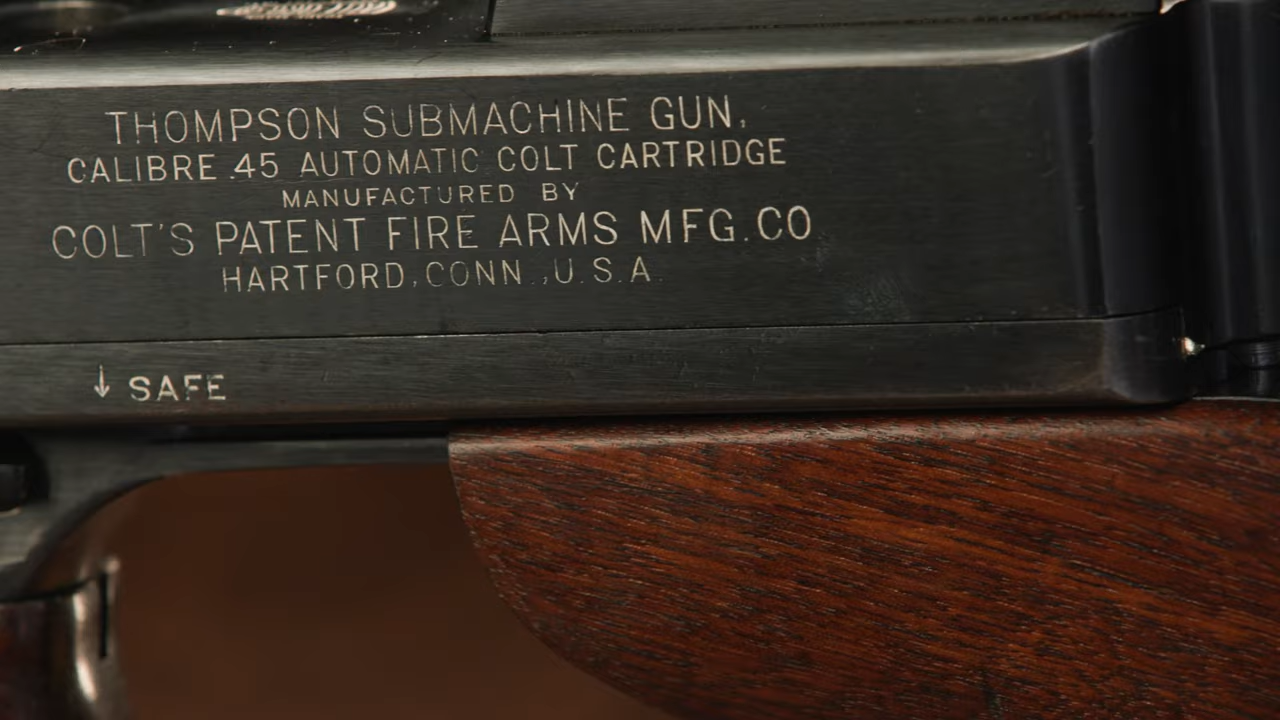 THOMPSON SUBMACHINE GUN,
CALIBRE .45 AUTOMATIC COLT CARTRIDGE
MANUFACTURED BY
COLT'S PATENT FIRE ARMS MFG.CO
HARTFORD, CONN., U.S.A.
↓ SAFE